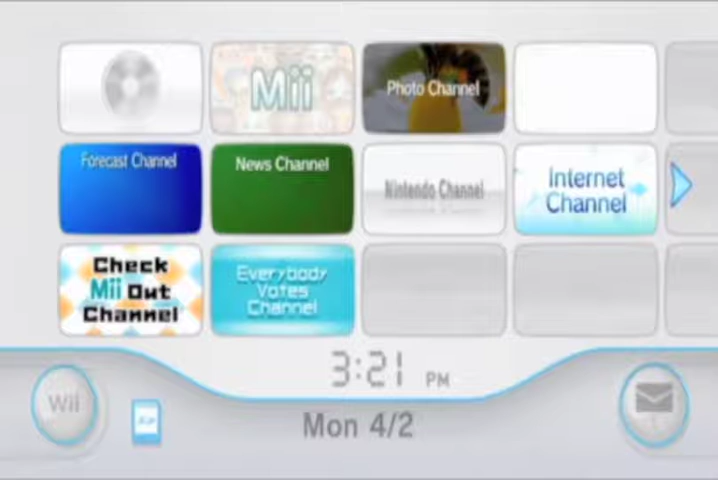 Mii
Photo Channel
Forecast Channel
News Channel
Nintendo Channel
Internet
Channel
Check
Mii Out
Channel
Everybody
Votes
Channel
3:21 PM
Wii
Mon 4/2